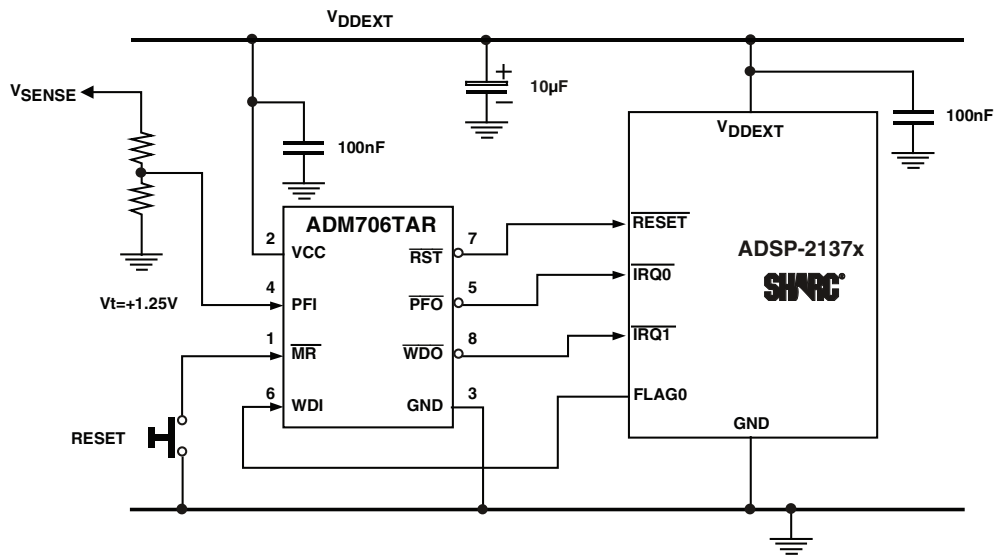 VDDEXT
VSENSE
10µF
+
−
100nF
100nF
VDDEXT
ADM706TAR
2
VCC
7
RST
RESET
ADSP-2137x
SHARC®
IRQ0
Vt=+1.25V
4
PFI
5
PFO
1
MR
8
WDO
IRQ1
6
WDI
3
GND
FLAG0
GND
RESET